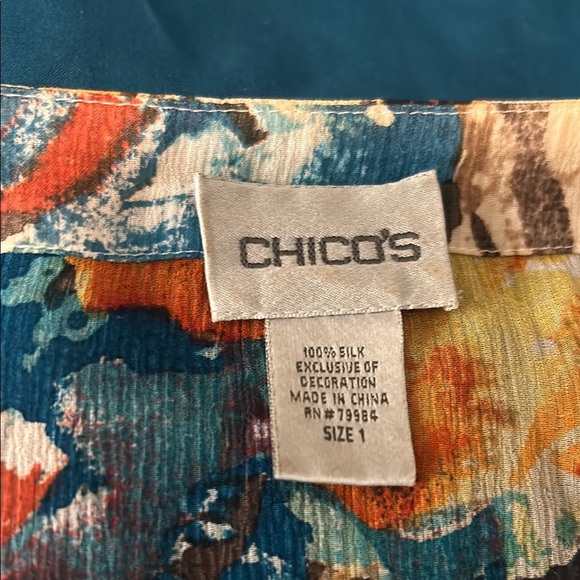 CHICO'S
100% SILK
EXCLUSIVE OF
DECORATION
MADE IN CHINA
RN#79984
SIZE 1